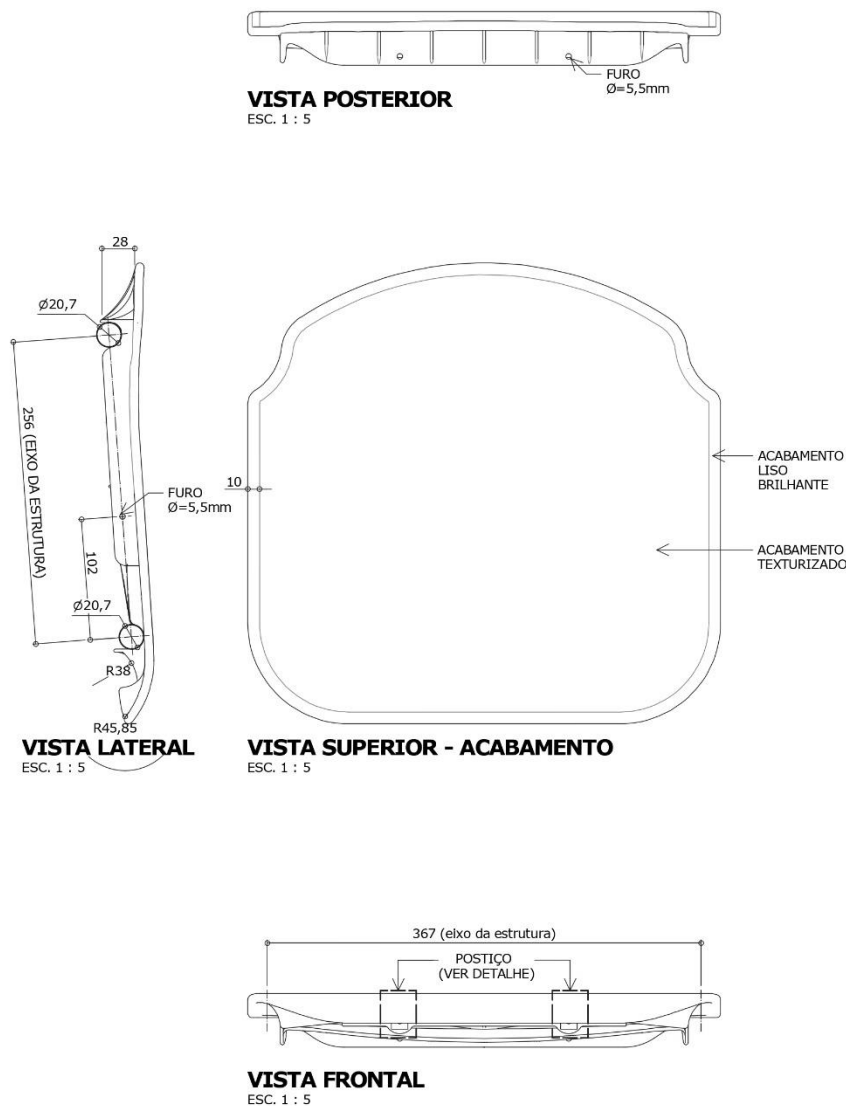 FURO
Ø=5,5mm
VISTA POSTERIOR
ESC. 1 : 5
28
Ø20,7
256 (EIXO DA ESTRUTURA)
FURO
Ø=5,5mm
102
Ø20,7
R38
R45,85
VISTA LATERAL
ESC. 1 : 5
10
ACABAMENTO
LISO
BRILHANTE
ACABAMENTO
TEXTURIZADO
VISTA SUPERIOR - ACABAMENTO
ESC. 1 : 5
367 (eixo da estrutura)
POSTIÇO
(VER DETALHE)
VISTA FRONTAL
ESC. 1 : 5